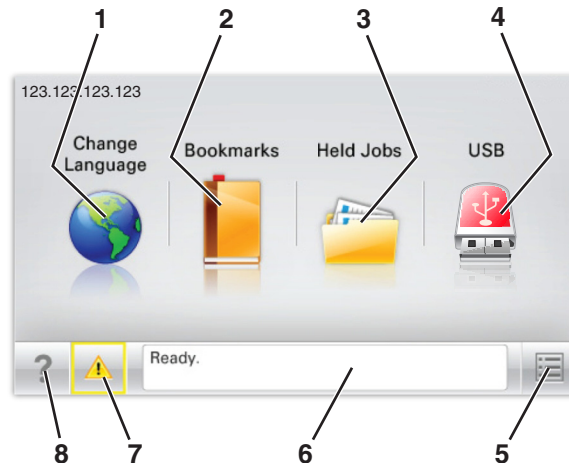 1 2 3 4
123.123.123.123
Change
Language
Bookmarks
Held Jobs
USB
?
Ready.
8 7 6 5